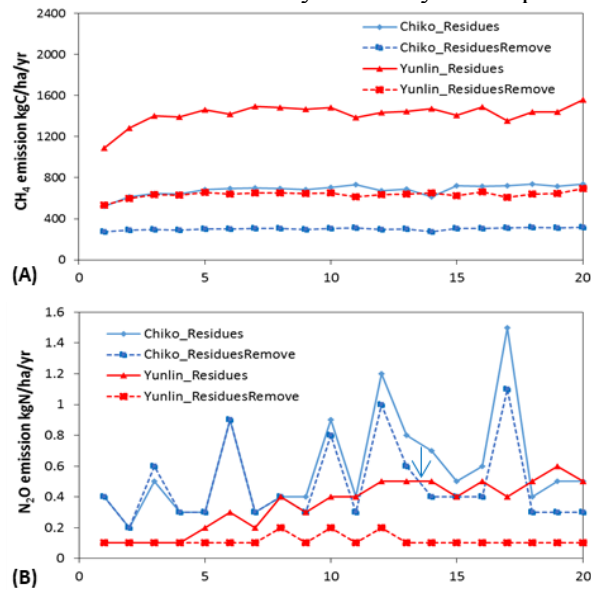 2400
2000
1600
1200
800
400
0
CH4 emission kgC/ha/yr
Chiko_Residues
Chiko_ResiduesRemove
Yunlin_Residues
Yunlin_ResiduesRemove
(A)
0 5 10 15 20
1.6
1.4
1.2
1
0.8
0.6
0.4
0.2
0
N2O emission kgN/ha/yr
Chiko_Residues
Chiko_ResiduesRemove
Yunlin_Residues
Yunlin_ResiduesRemove
(B)
0 5 10 15 20